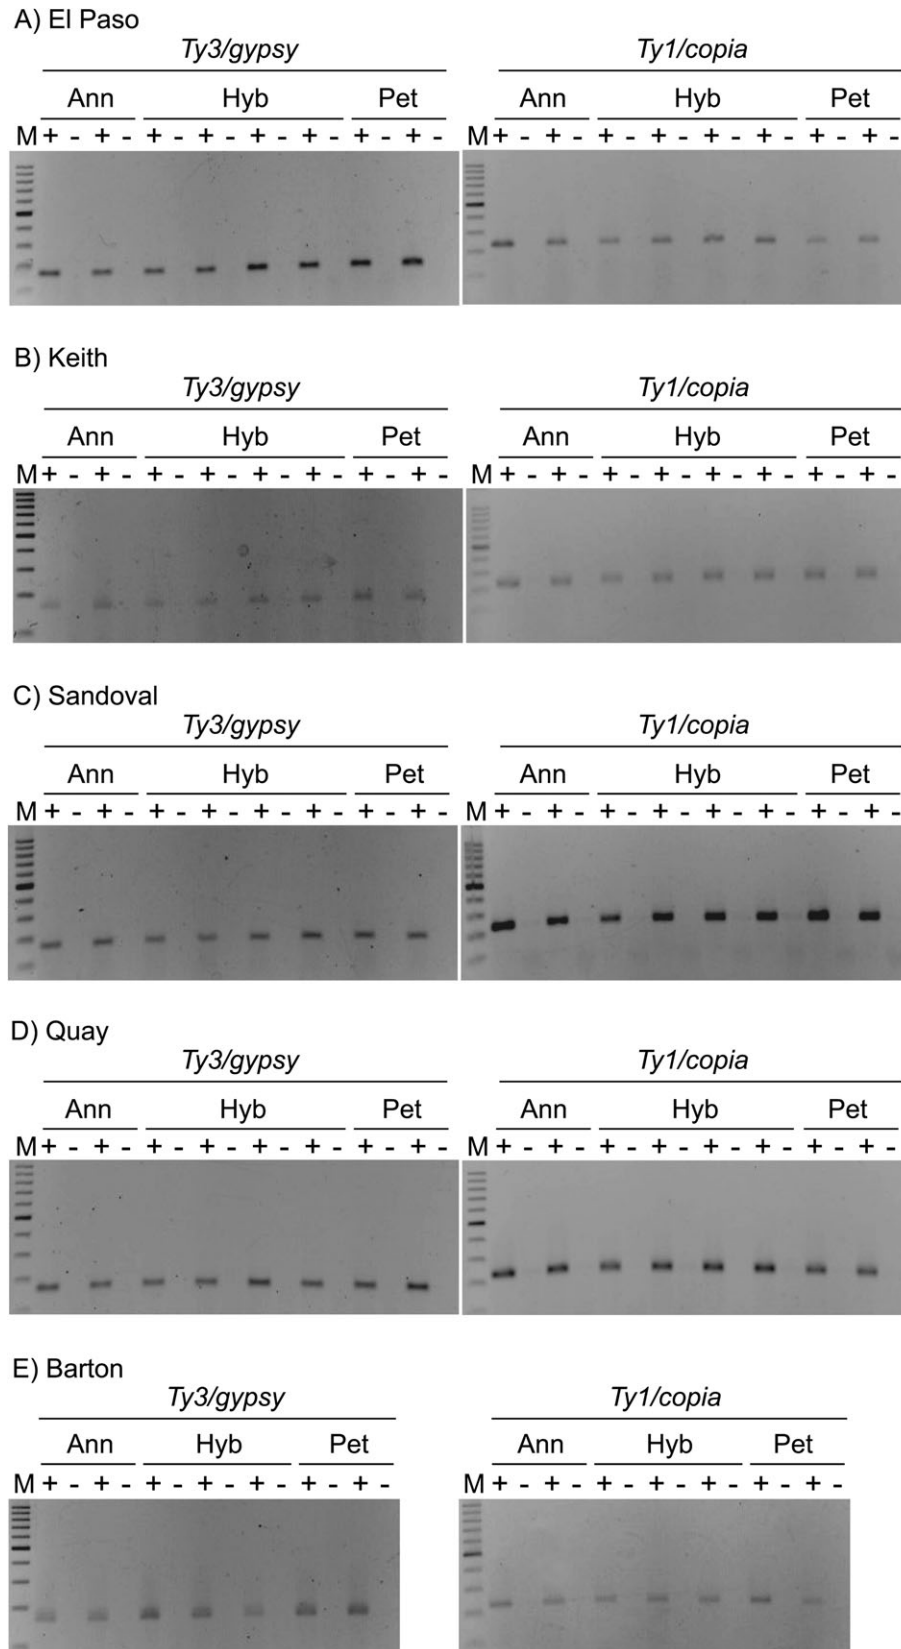 A) El Paso
Ty3/gypsy Ty1/copia
Ann Hyb Pet Ann Hyb Pet
M + - + - + - + - + - + - + - + - M + - + - + - + - + - + - + - + -
B) Keith
Ty3/gypsy Ty1/copia
Ann Hyb Pet Ann Hyb Pet
M + - + - + - + - + - + - + - + - M + - + - + - + - + - + - + - + -
C) Sandoval
Ty3/gypsy Ty1/copia
Ann Hyb Pet Ann Hyb Pet
M + - + - + - + - + - + - + - + - M + - + - + - + - + - + - + - + -
D) Quay
Ty3/gypsy Ty1/copia
Ann Hyb Pet Ann Hyb Pet
M + - + - + - + - + - + - + - + - M + - + - + - + - + - + - + - + -
E) Barton
Ty3/gypsy Ty1/copia
Ann Hyb Pet Ann Hyb Pet
M + - + - + - + - + - + - + - M + - + - + - + - + - + - + -